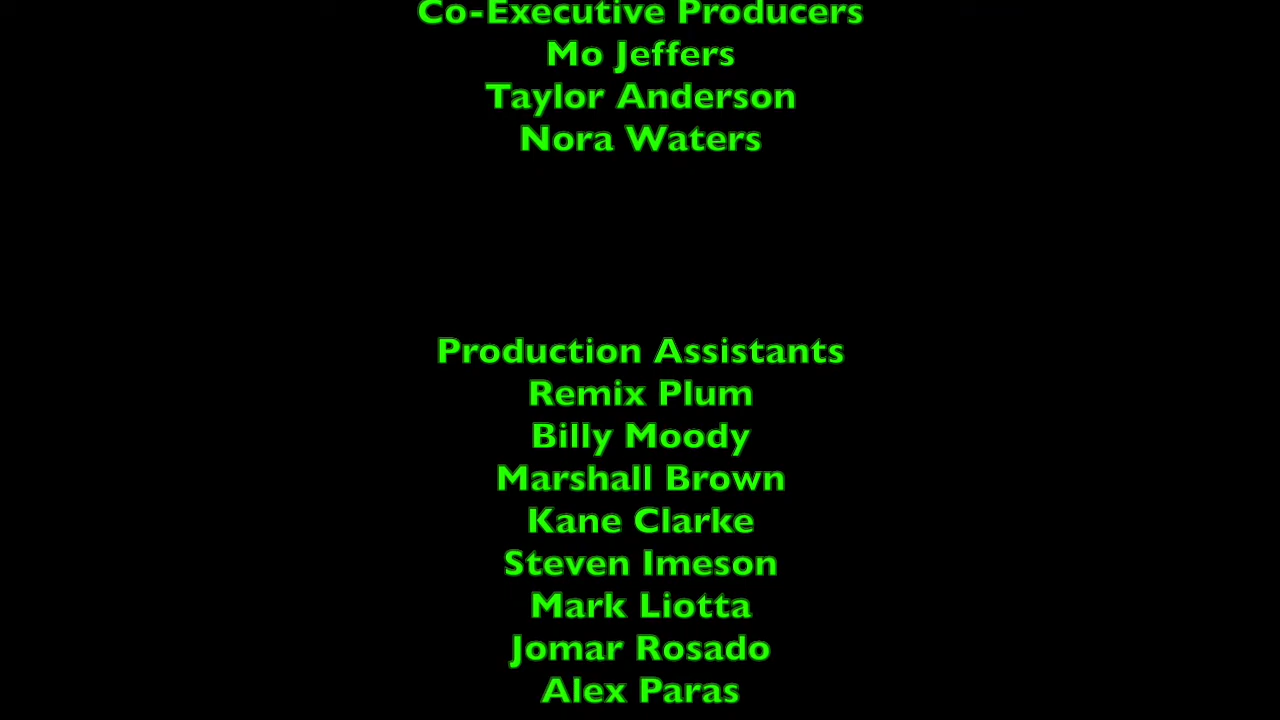 Co-Executive Producers
Mo Jeffers
Taylor Anderson
Nora Waters
Production Assistants
Remix Plum
Billy Moody
Marshall Brown
Kane Clarke
Steven Imeson
Mark Liotta
Jomar Rosado
Alex Paras